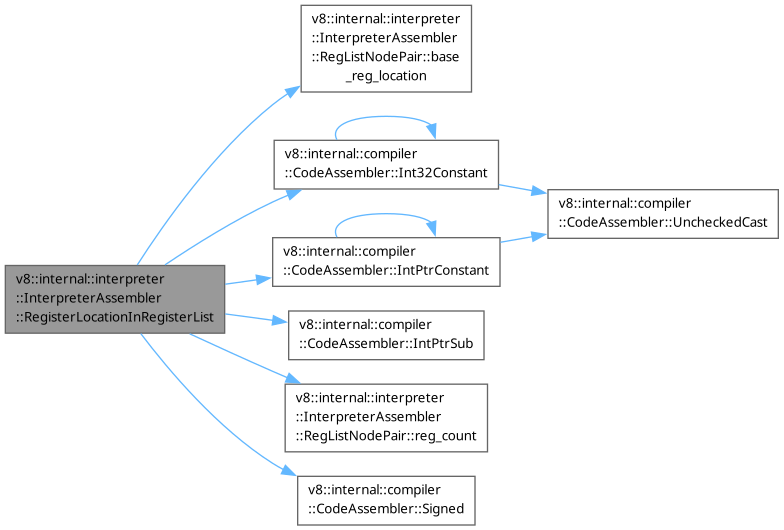 v8::internal::interpreter
::InterpreterAssembler
::RegListNodePair::base
_reg_location
v8::internal::compiler
::CodeAssembler::Int32Constant
v8::internal::compiler
::CodeAssembler::UncheckedCast
v8::internal::compiler
::CodeAssembler::IntPtrConstant
v8::internal::interpreter
::InterpreterAssembler
::RegisterLocationInRegisterList
v8::internal::compiler
::CodeAssembler::IntPtrSub
v8::internal::interpreter
::InterpreterAssembler
::RegListNodePair::reg_count
v8::internal::compiler
::CodeAssembler::Signed